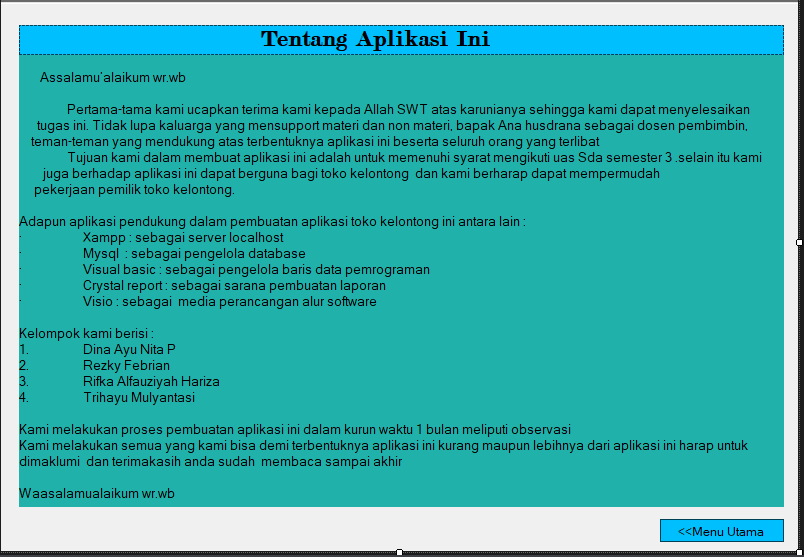 Tentang Aplikasi Ini
Assalamu'alaikum wr.wb
Pertama-tama kami ucapkan terima kami kepada Allah SWT atas karunianya sehingga kami dapat menyelesaikan
tugas ini. Tidak lupa kaluarga yang mensupport materi dan non materi, bapak Ana husdrana sebagai dosen pembimbin,
teman-teman yang mendukung atas terbentuknya aplikasi ini beserta seluruh orang yang terlibat
Tujuan kami dalam membuat aplikasi ini adalah untuk memenuhi syarat mengikuti uas Sda semester 3 .selain itu kami
juga berhadap aplikasi ini dapat berguna bagi toko kelontong  dan kami berharap dapat mempermudah
pekerjaan pemilik toko kelontong.
Adapun aplikasi pendukung dalam pembuatan aplikasi toko kelontong ini antara lain :
· Xampp : sebagai server localhost
· Mysql  : sebagai pengelola database
· Visual basic : sebagai pengelola baris data pemrograman
· Crystal report : sebagai sarana pembuatan laporan
· Visio : sebagai  media perancangan alur software
Kelompok kami berisi :
1. Dina Ayu Nita P
2. Rezky Febrian
3. Rifka Alfauziyah Hariza
4. Trihayu Mulyantasi
Kami melakukan proses pembuatan aplikasi ini dalam kurun waktu 1 bulan meliputi observasi
Kami melakukan semua yang kami bisa demi terbentuknya aplikasi ini kurang maupun lebihnya dari aplikasi ini harap untuk
dimaklumi  dan terimakasih anda sudah  membaca sampai akhir
Waasalamualaikum wr.wb
<<Menu Utama